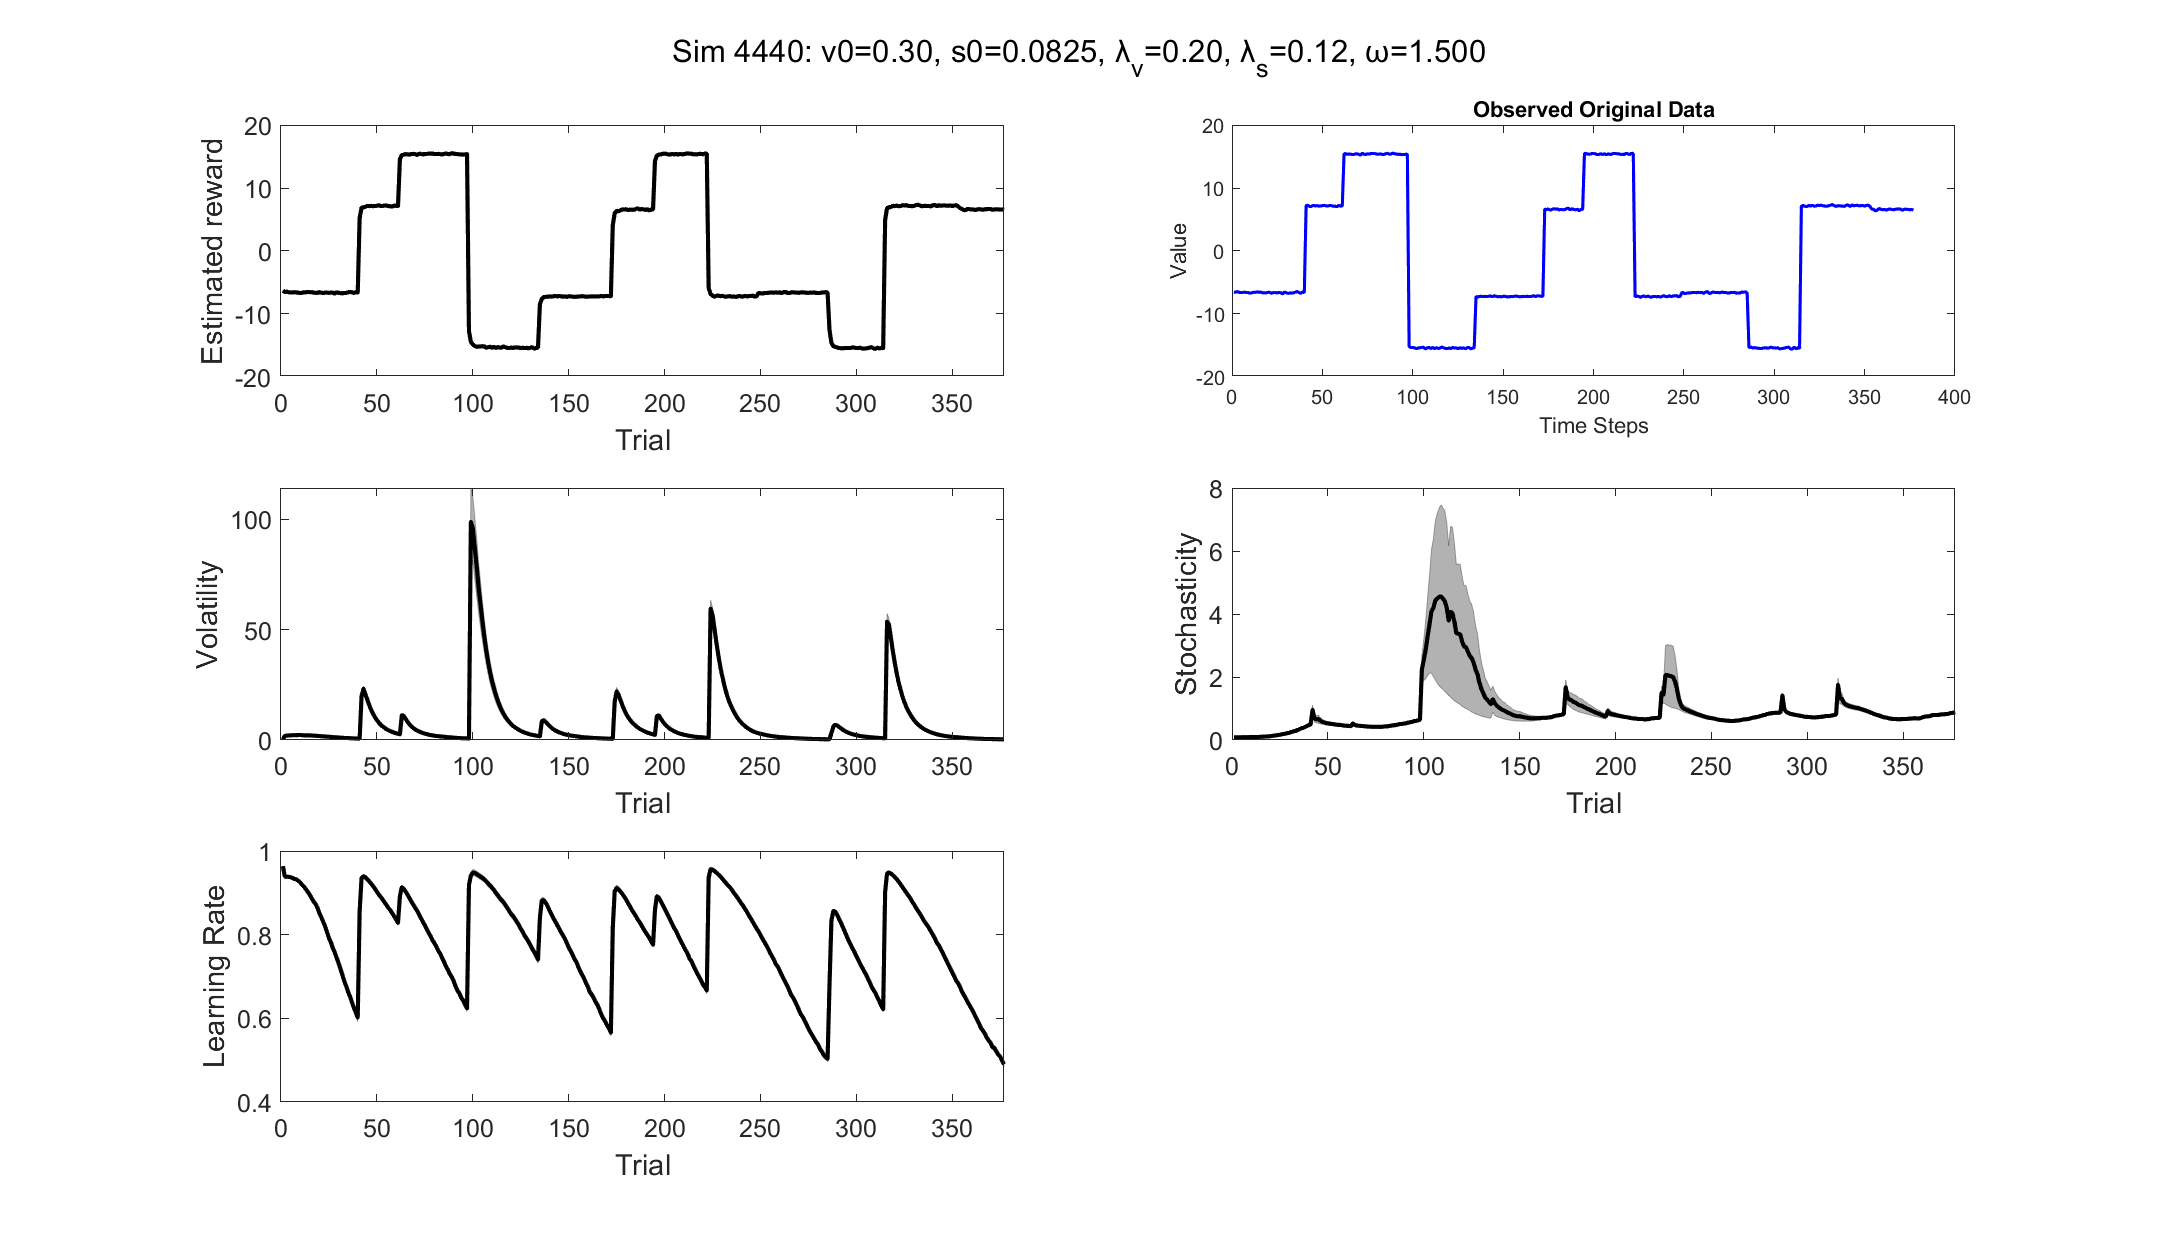 Sim 4440: v0=0.30, s0=0.0825, λ_v=0.20, λ_s=0.12, ω=1.500
Estimated reward
20
10
0
-10
-20
0 50 100 150 200 250 300 350
Trial
Observed Original Data
Value
20
10
0
-10
-20
0 50 100 150 200 250 300 350 400
Time Steps
Volatility
100
50
0
0 50 100 150 200 250 300 350
Trial
Stochasticity
8
6
4
2
0
0 50 100 150 200 250 300 350
Trial
Learning Rate
1
0.8
0.6
0.4
0 50 100 150 200 250 300 350
Trial